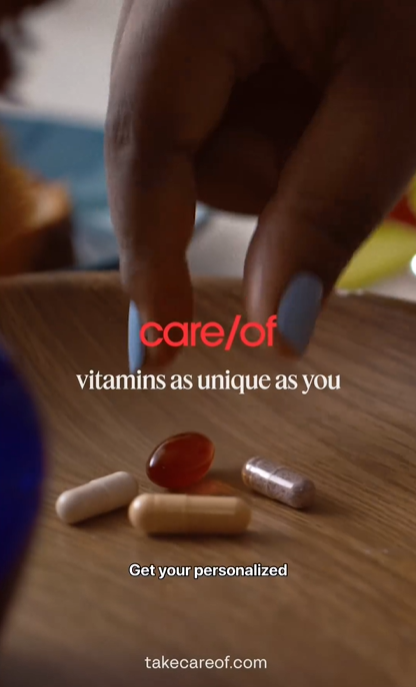 care/of
vitamins as unique as you
Get your personalized
takecareof.com